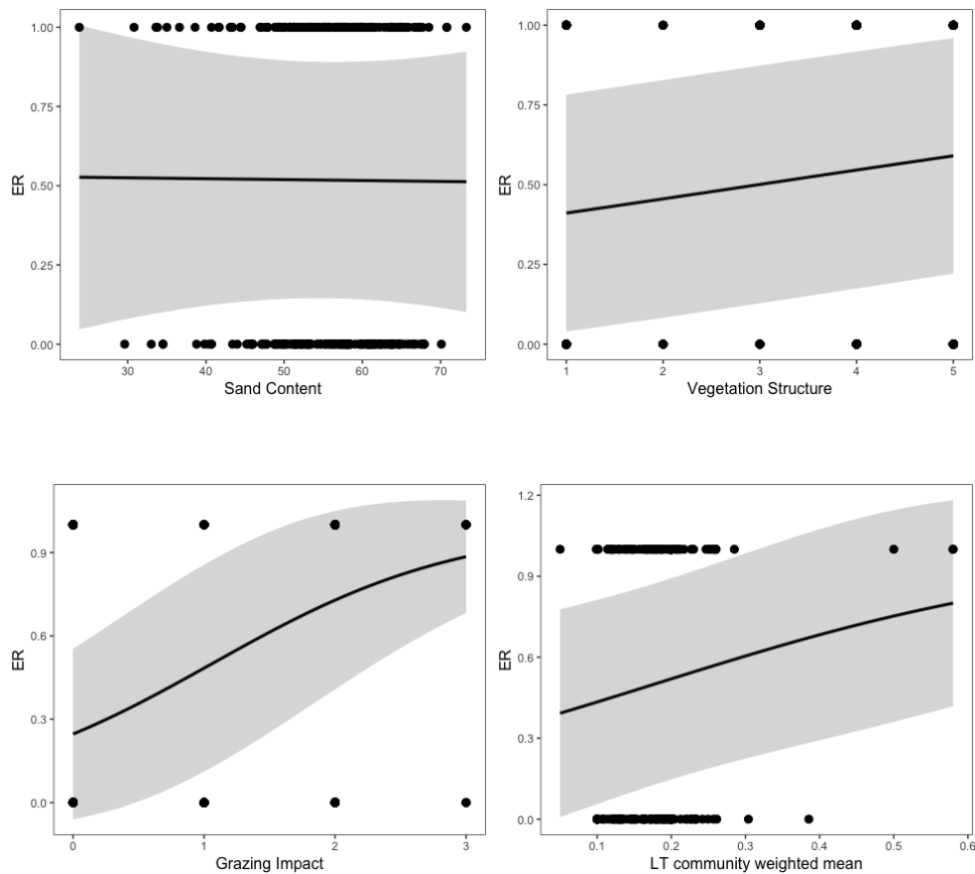 1.00
0.75
ER
0.50
0.25
0.00
30 40 50 60 70
Sand Content
1.00
0.75
ER
0.50
0.25
0.00
1 2 3 4 5
Vegetation Structure
0.9
0.6
ER
0.3
0.0
0 1 2 3
Grazing Impact
1.2
0.9
0.6
ER
0.3
0.0
0.1 0.2 0.3 0.4 0.5 0.6
LT community weighted mean